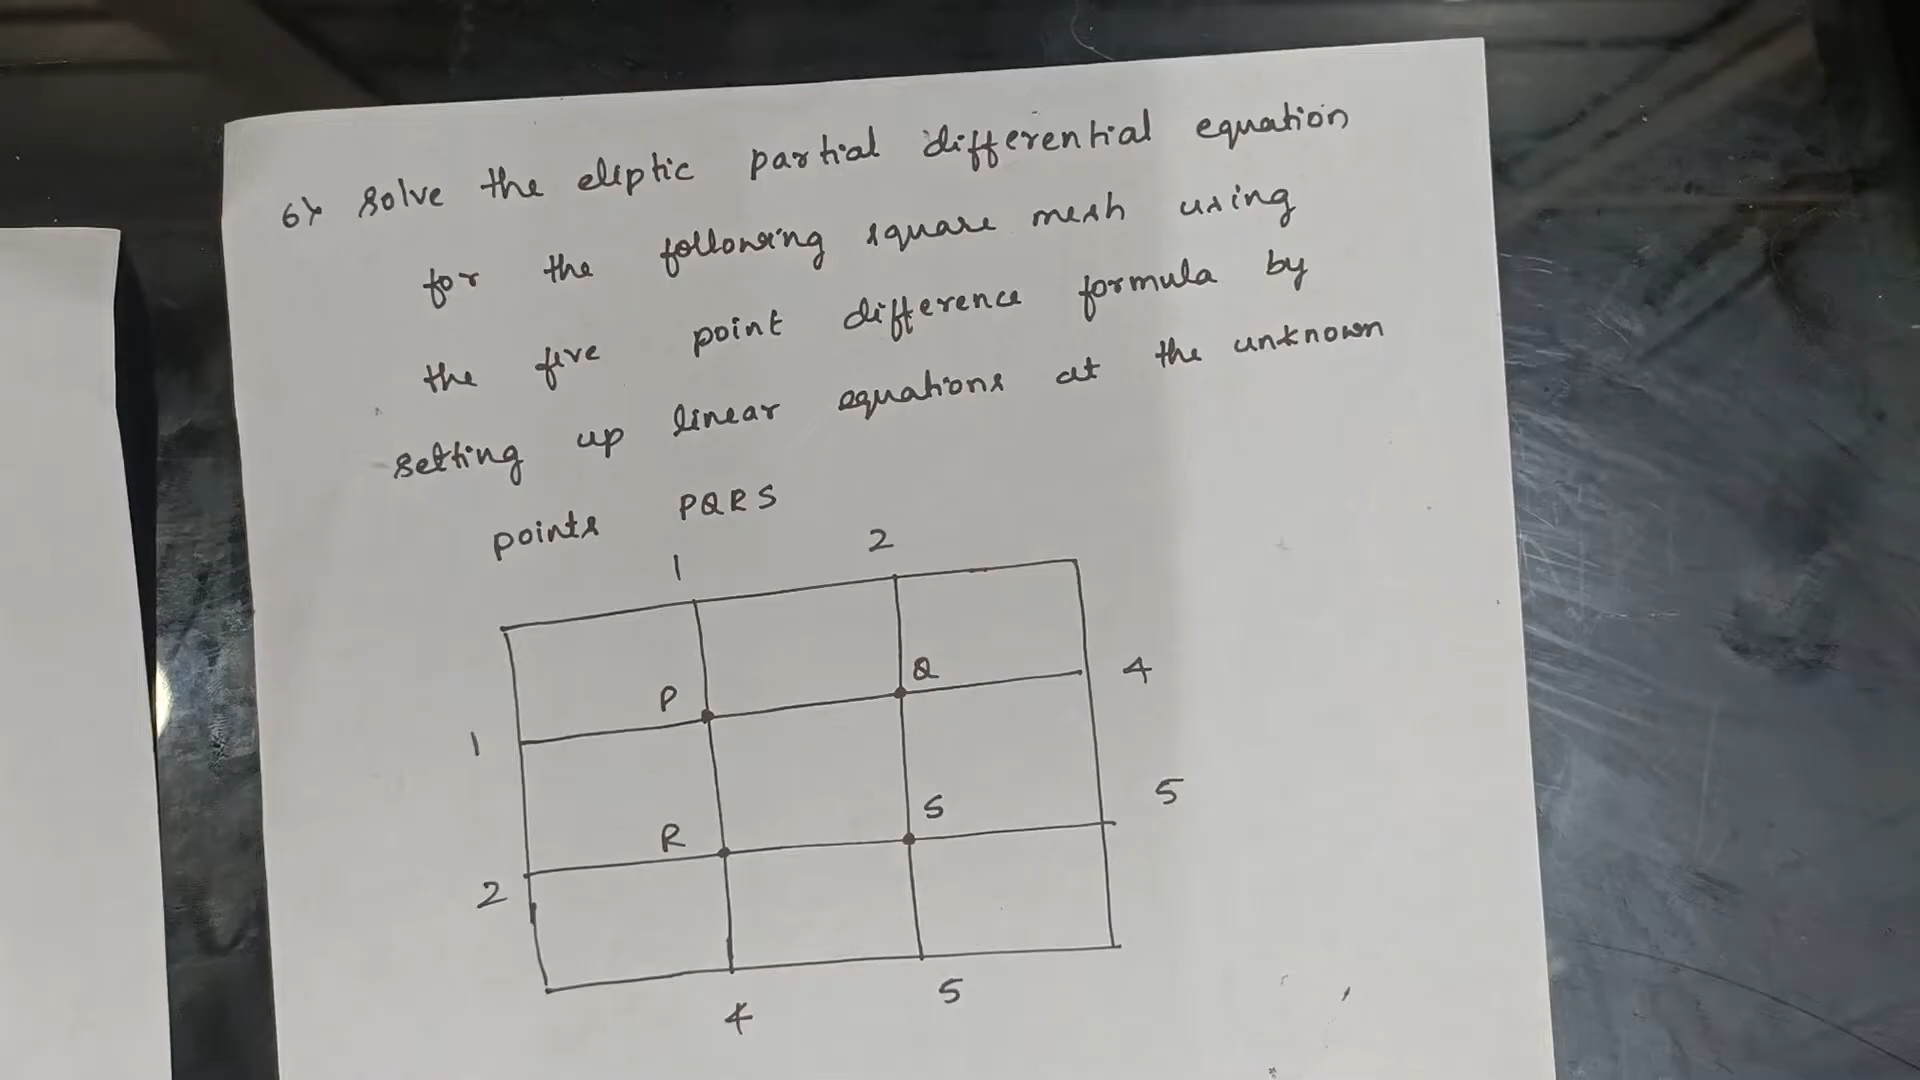 6> solve the eliptic partial differential equation
for the following square mesh using
the five point difference formula by
setting up linear equations at the unknown
points PQRS
1 2
P Q 4
1
R S 5
2
4 5